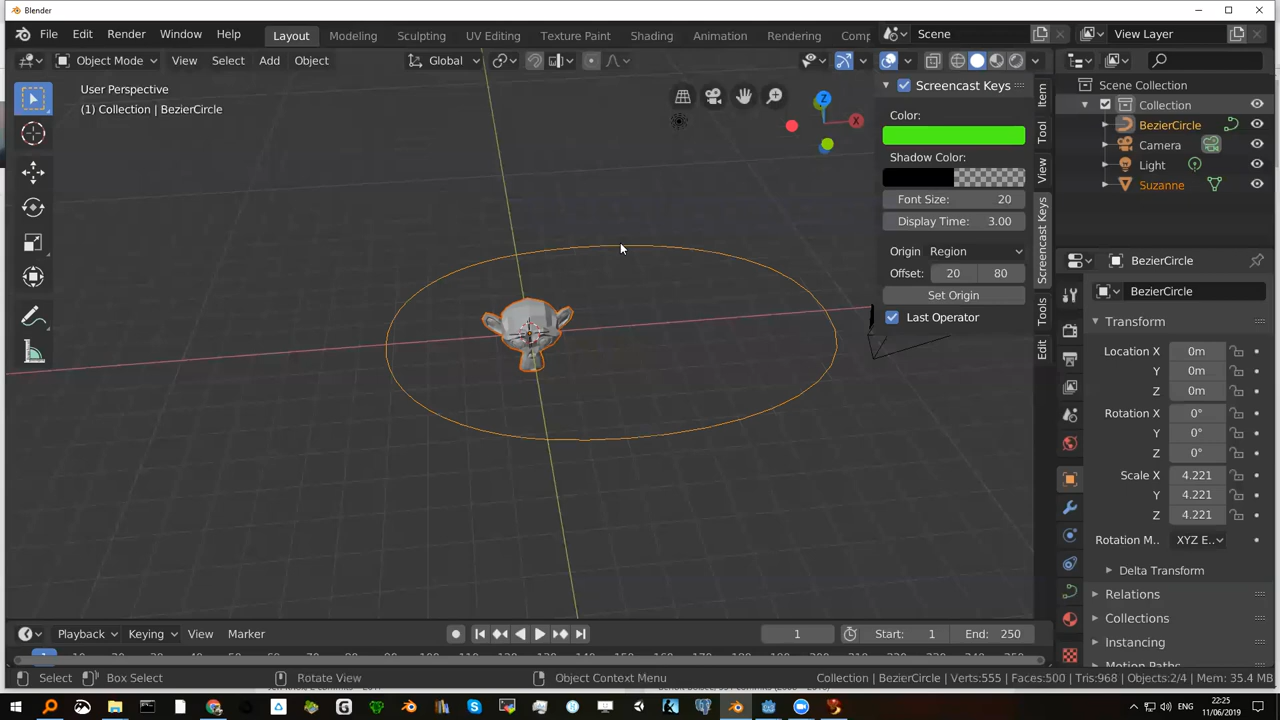 Blender
File Edit Render Window Help
Layout Modeling Sculpting UV Editing Texture Paint Shading Animation Rendering Comp
Scene
View Layer
Object Mode View Select Add Object
Global
User Perspective
(1) Collection | BezierCircle
Z
X
Screencast Keys
Color:
Shadow Color:
Font Size: 20
Display Time: 3.00
Origin Region
Offset: 20 80
Set Origin
Last Operator
Item
Tool
View
Screencast Keys
Tools
Edit
Scene Collection
Collection
BezierCircle
Camera
Light
Suzanne
BezierCircle
BezierCircle
Transform
Location X 0m
Y 0m
Z 0m
Rotation X 0°
Y 0°
Z 0°
Scale X 4.221
Y 4.221
Z 4.221
Rotation M.. XYZ E..
Delta Transform
Relations
Collections
Instancing
Motion Paths
Playback Keying View Marker
1
Start: 1
End: 250
1
Select Box Select Rotate View Object Context Menu
Collection | BezierCircle | Verts:555 | Faces:500 | Tris:968 | Objects:2/4 | Mem: 35.4 MB
ENG
22:25
11/06/2019